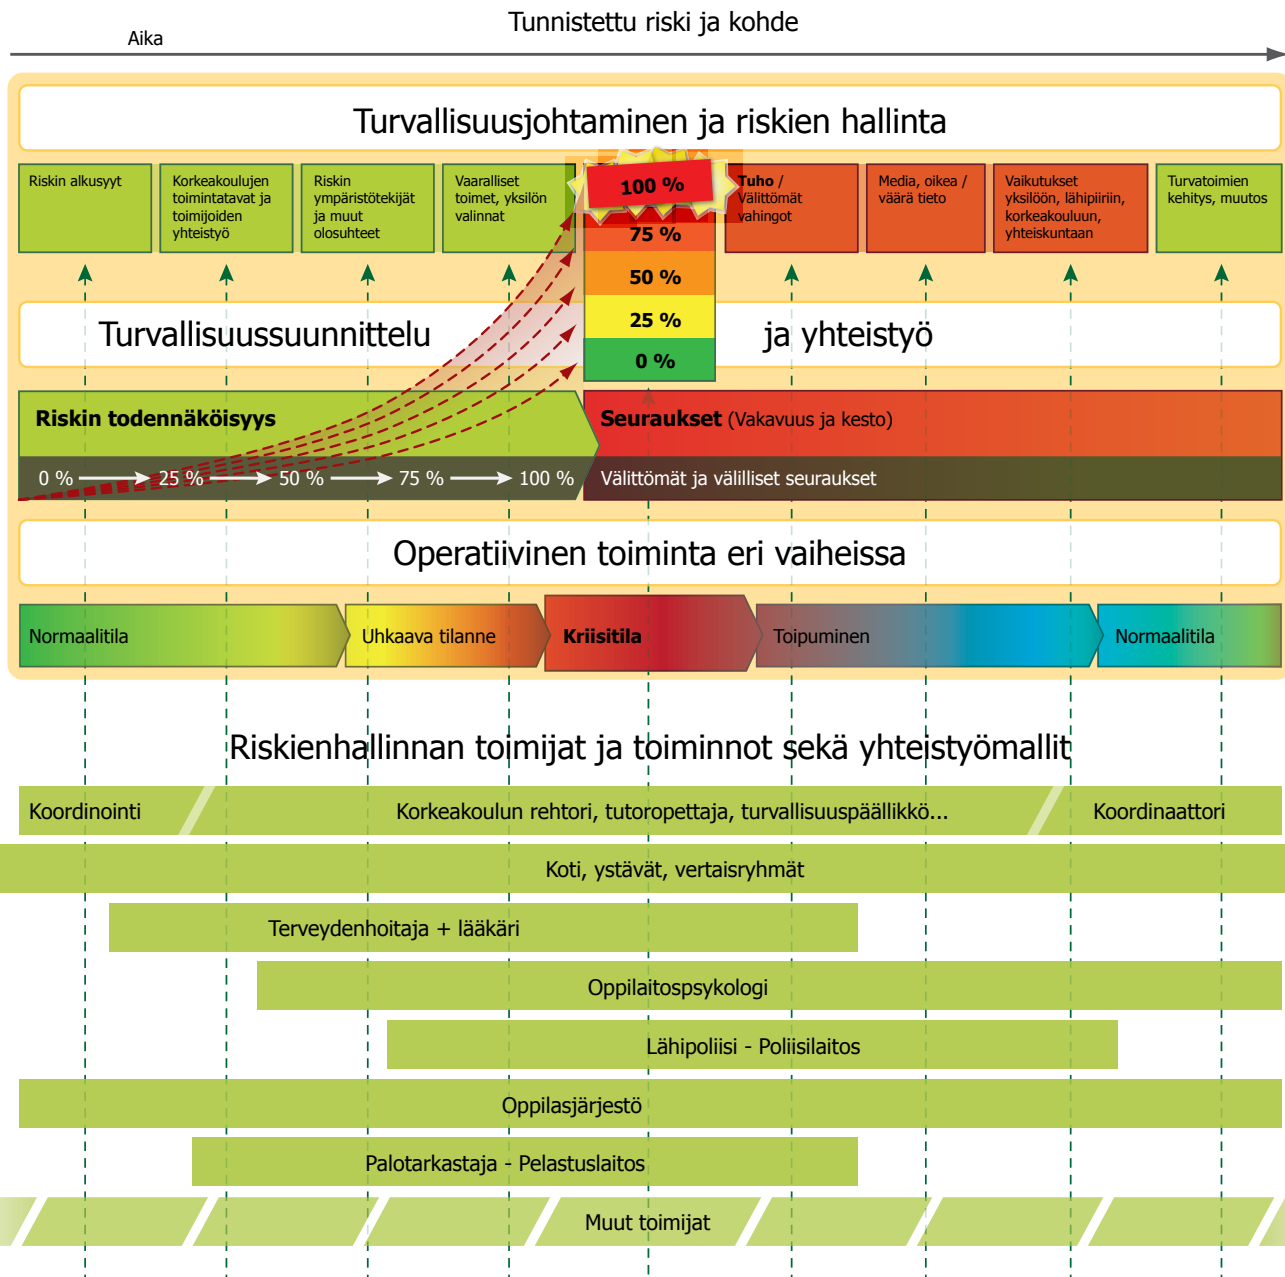 Tunnistettu riski ja kohde
Aika
Turvallisuusjohtaminen ja riskien hallinta
Riskin alkusyyt
Korkeakoulujen
toimintatavat ja
toimijoiden
yhteistyö
Riskin
ympäristötekijät
ja muut
olosuhteet
Vaaralliset
toimet, yksilön
valinnat
100 %
75 %
50 %
25 %
0 %
Tuho /
Välittömät
vahingot
Media, oikea /
väärä tieto
Vaikutukset
yksilöön, lähipiiriin,
korkeakouluun,
yhteiskuntaan
Turvatoimien
kehitys, muutos
Turvallisuussuunnittelu
ja yhteistyö
Riskin todennäköisyys
0 % 25 % 50 % 75 % 100 %
Seuraukset (Vakavuus ja kesto)
Välittömät ja välilliset seuraukset
Operatiivinen toiminta eri vaiheissa
Normaalitila
Uhkaava tilanne
Kriisitila
Toipuminen
Normaalitila
Riskienhallinnan toimijat ja toiminnot sekä yhteistyömallit
Koordinointi
Korkeakoulun rehtori, tutoropettaja, turvallisuuspäällikkö...
Koordinaattori
Koti, ystävät, vertaisryhmät
Terveydenhoitaja + lääkäri
Oppilaitospsykologi
Lähipoliisi - Poliisilaitos
Oppilasjärjestö
Palotarkastaja - Pelastuslaitos
Muut toimijat